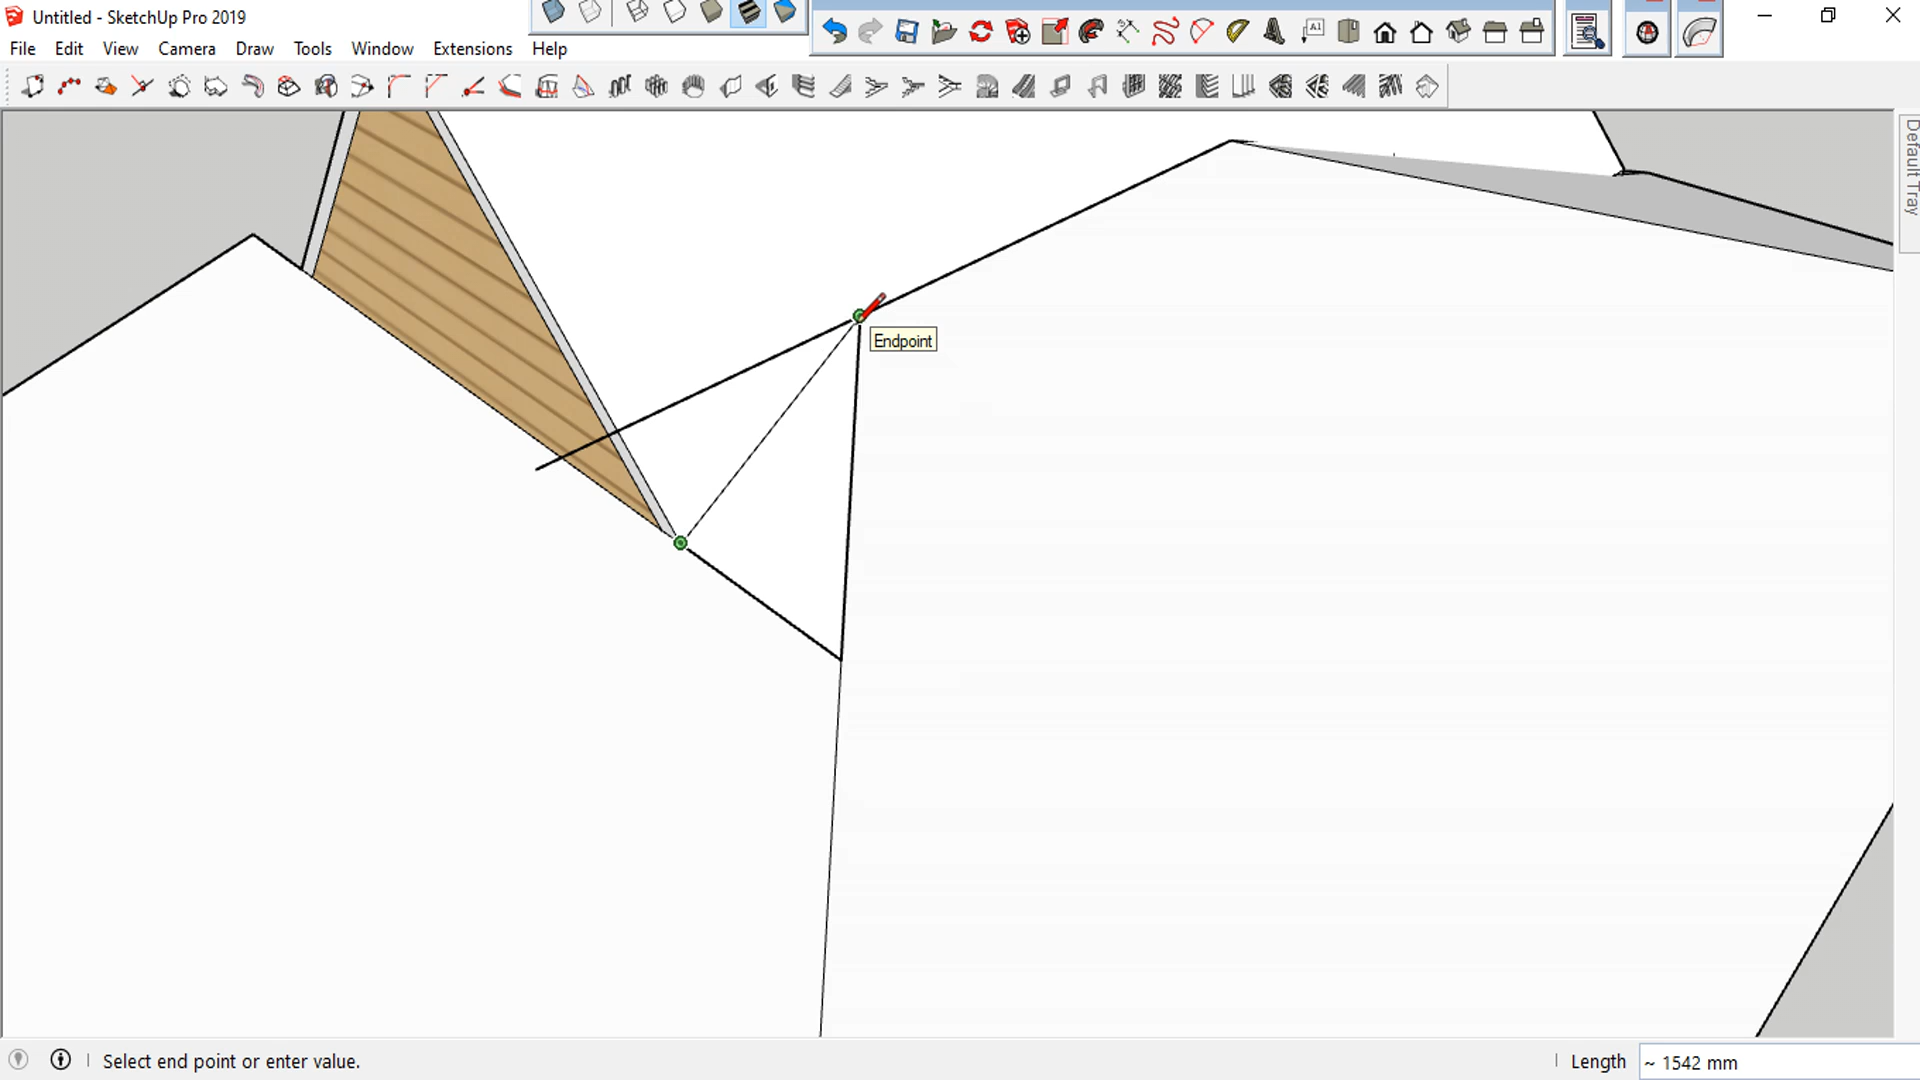 Untitled - SketchUp Pro 2019
File Edit View Camera Draw Tools Window Extensions Help
A1
Default Tray
Endpoint
Select end point or enter value.
Length ~ 1542 mm